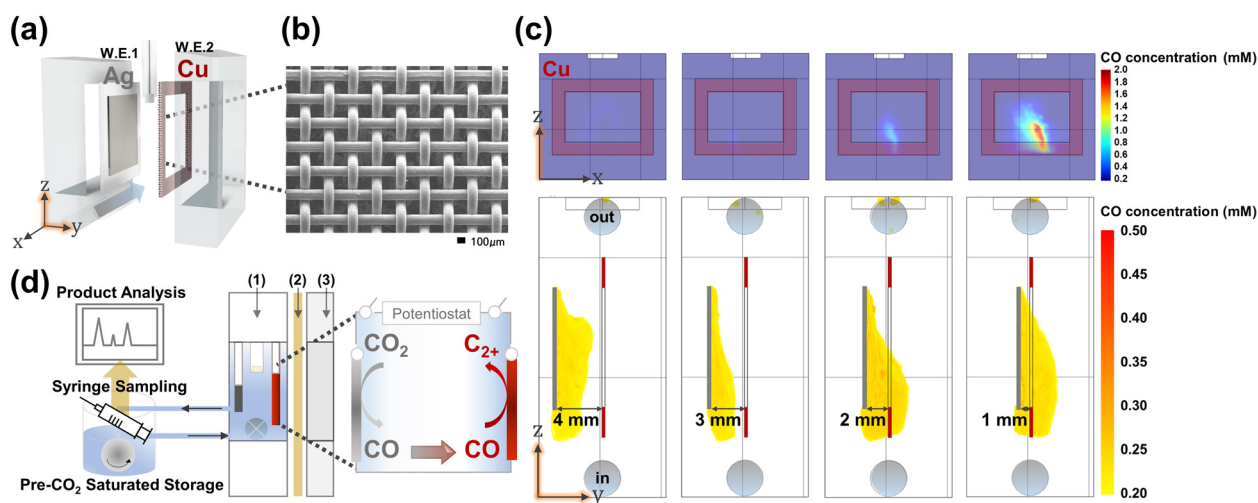 (a)
W.E.1
Ag
W.E.2
Cu
z
y
x
(b)
100μm
(c)
Cu
z
x
CO concentration (mM)
2.0
1.8
1.6
1.4
1.2
1.0
0.8
0.6
0.4
0.2
out
4 mm
in
z
y
3 mm
2 mm
1 mm
CO concentration (mM)
0.50
0.45
0.40
0.35
0.30
0.25
0.20
(d)
Product Analysis
Syringe Sampling
Pre-CO₂ Saturated Storage
(1)
(2)
(3)
Potentiostat
CO₂
C₂₊
CO
CO